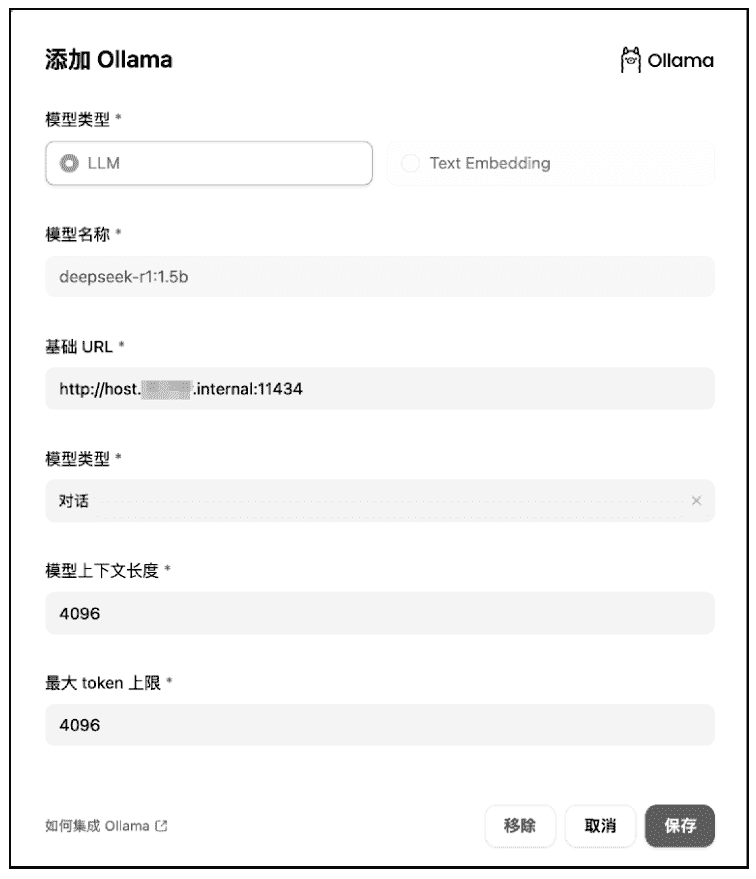 添加 Ollama
Ollama
模型类型 *
LLM
Text Embedding
模型名称 *
deepseek-r1:1.5b
基础 URL *
http://host. .internal:11434
模型类型 *
对话
模型上下文长度 *
4096
最大 token 上限 *
4096
如何集成 Ollama
移除
取消
保存